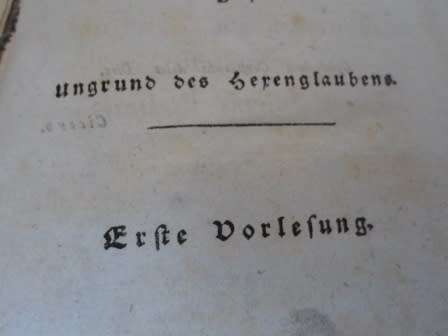 Ungrund des Hexenglaubens.
Erste Vorleſung.